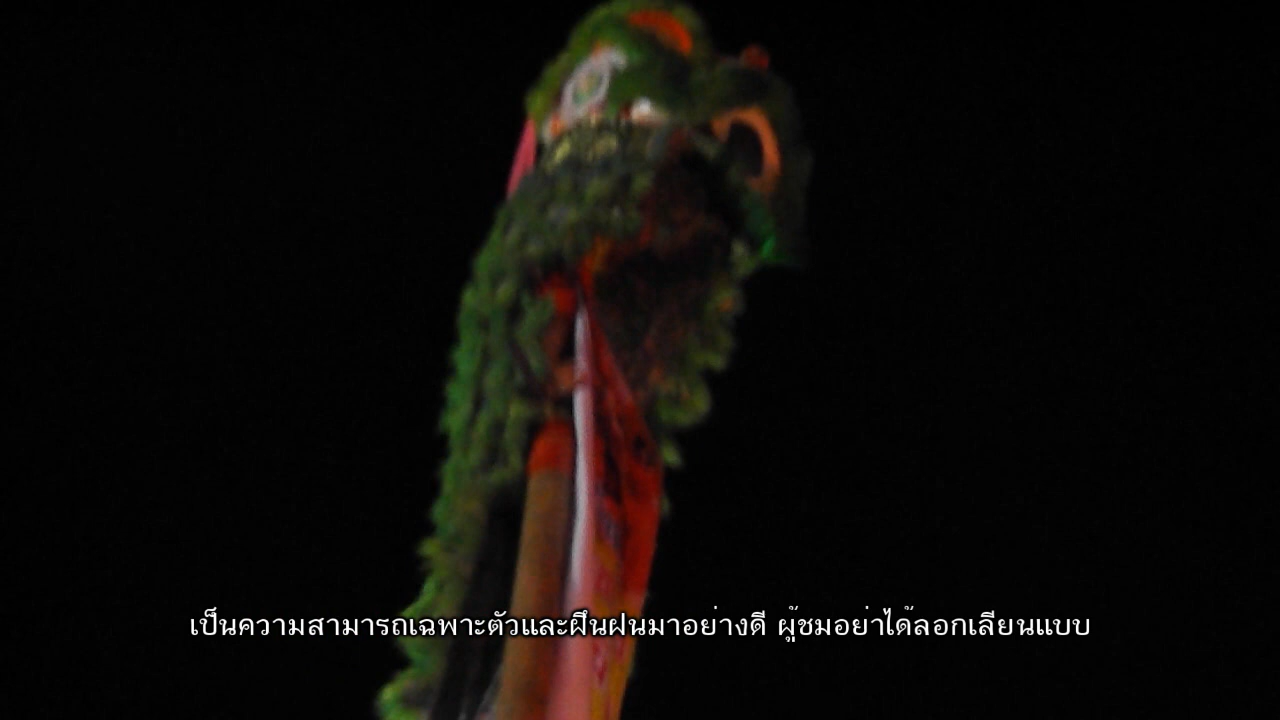 เป็นความสามารถเฉพาะตัวและฝึนฝนมาอย่างดี ผู้ชมอย่าได้ลอกเลียนแบบ